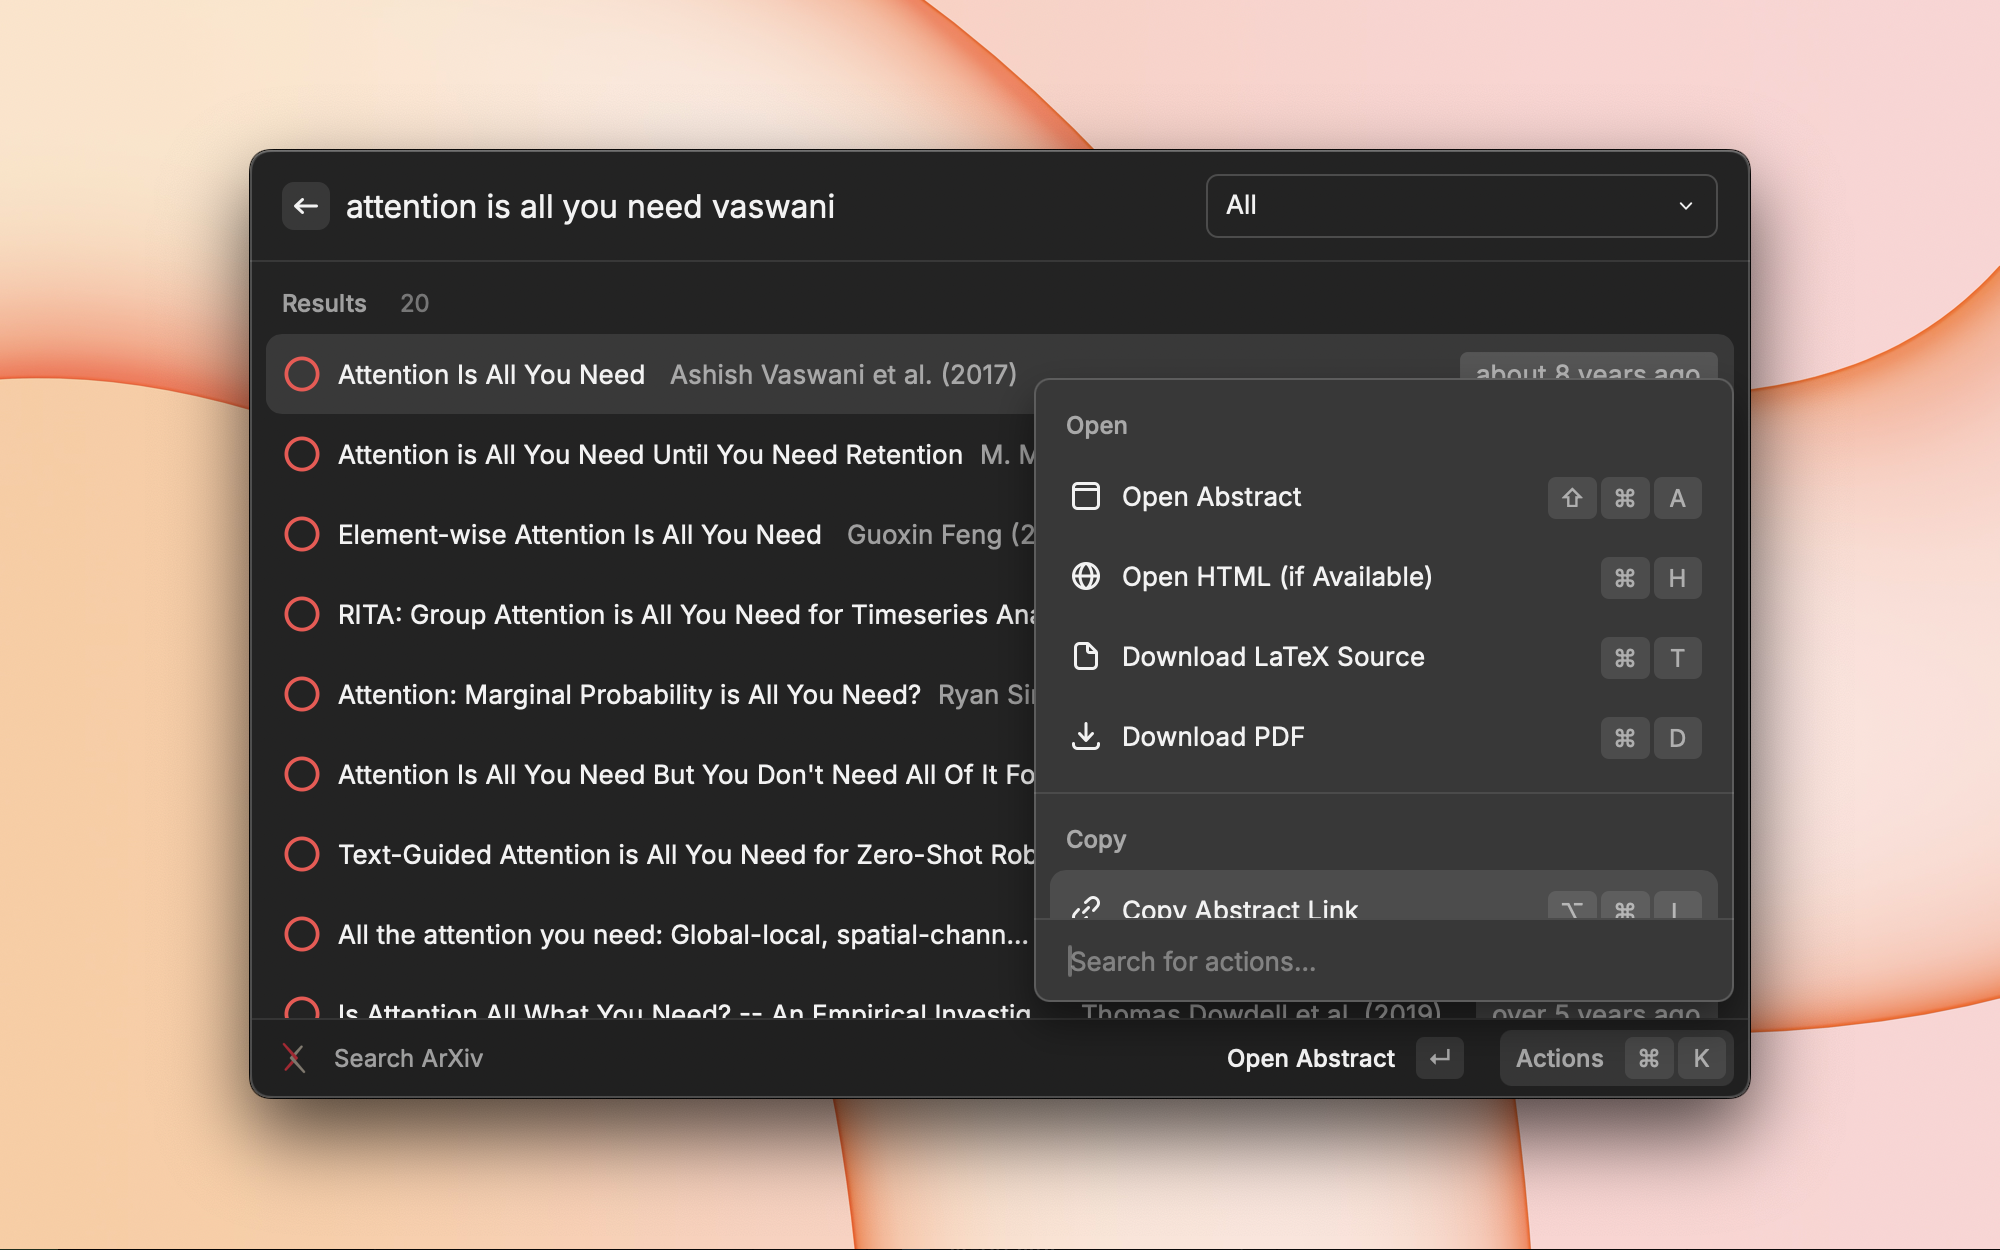 attention is all you need vaswani
All
Results 20
Attention Is All You Need Ashish Vaswani et al. (2017) about 8 years ago
Attention is All You Need Until You Need Retention M. M
Element-wise Attention Is All You Need Guoxin Feng (2
RITA: Group Attention is All You Need for Timeseries Ana
Attention: Marginal Probability is All You Need? Ryan Si
Attention Is All You Need But You Don't Need All Of It Fo
Text-Guided Attention is All You Need for Zero-Shot Rob
All the attention you need: Global-local, spatial-chann...
Is Attention All What You Need? -- An Empirical Investig Thomas Dowdell et al. (2019) over 5 years ago
Open
Open Abstract ⇧ ⌘ A
Open HTML (if Available) ⌘ H
Download LaTeX Source ⌘ T
Download PDF ⌘ D
Copy
Copy Abstract Link ⌥ ⌘ L
Search for actions...
Search ArXiv
Open Abstract ↵
Actions ⌘ K